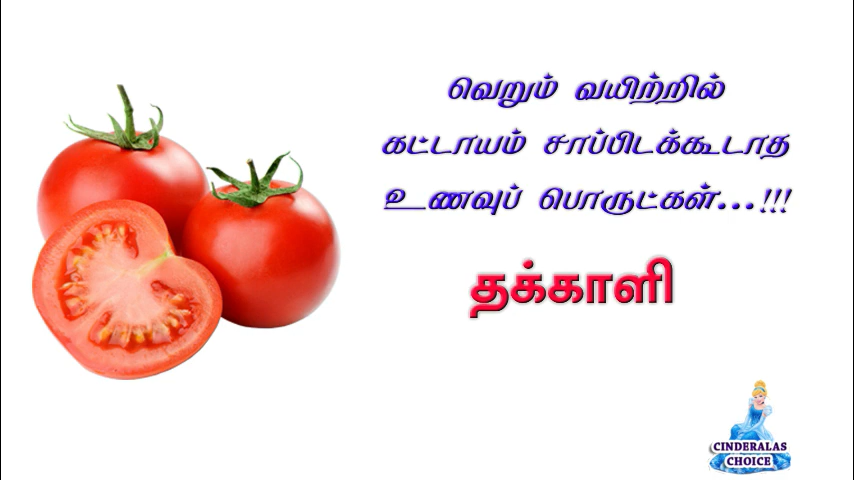 வெறும் வயிற்றில்
கட்டாயம் சாப்பிடக்கூடாத
உணவுப் பொருட்கள்...!!!
தக்காளி
CINDERALAS
CHOICE